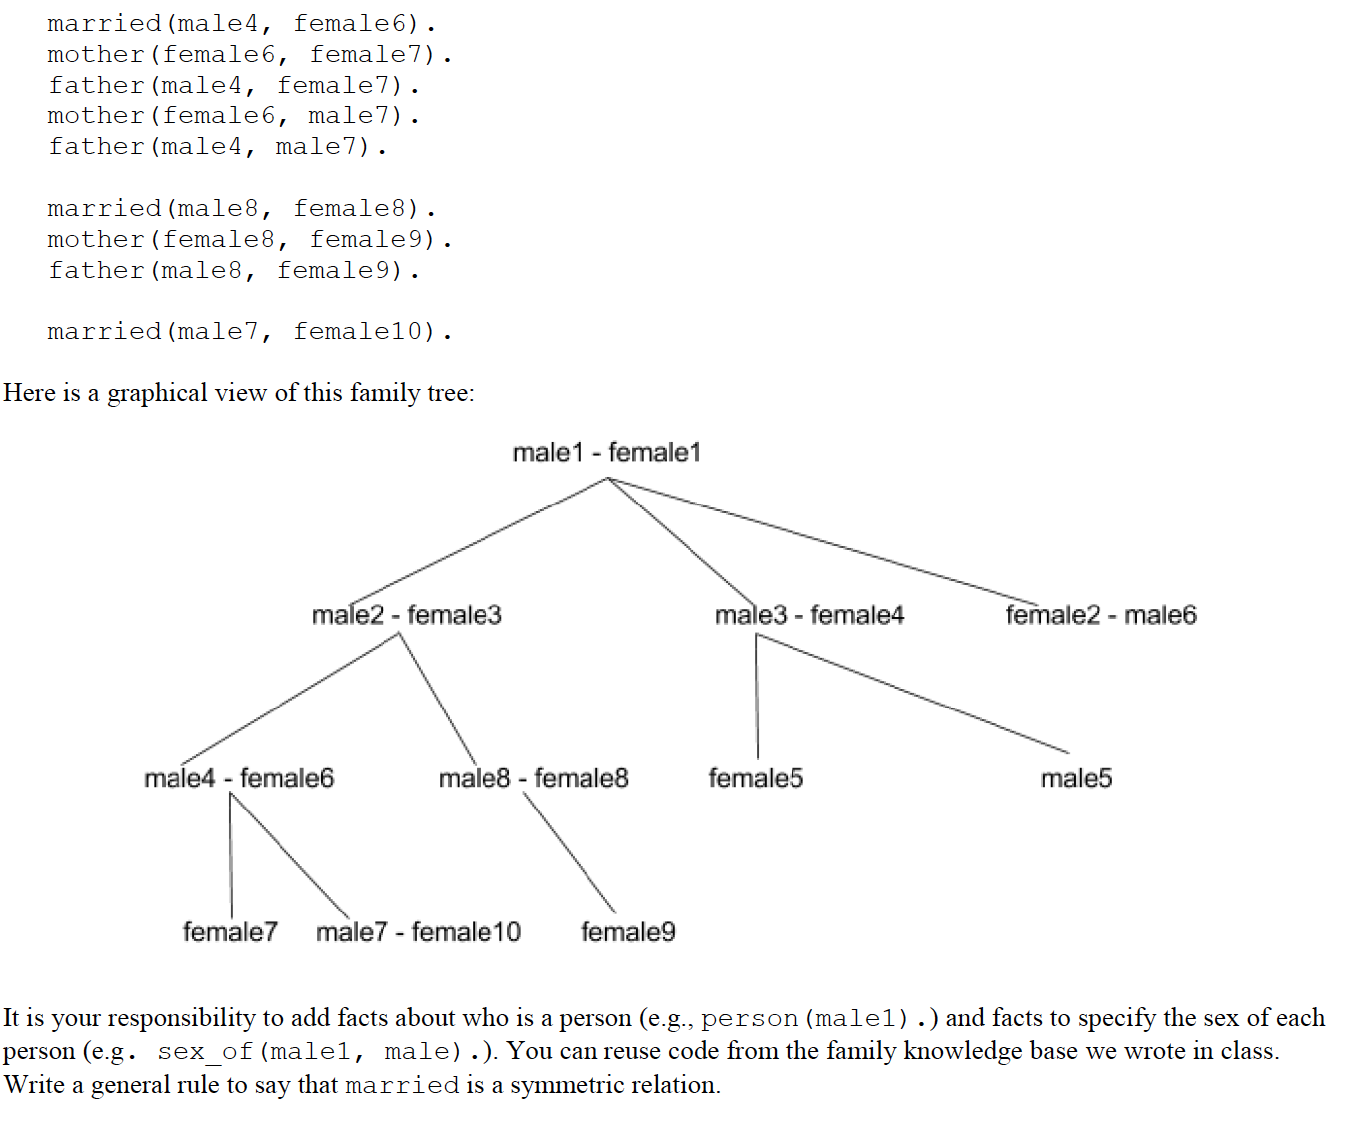 married(male4, female6).
mother(female6, female7).
father(male4, female7).
mother(female6, male7).
father(male4, male7).
married(male8, female8).
mother(female8, female9).
father(male8, female9).
married(male7, female10).
Here is a graphical view of this family tree:
male1 - female1
male2 - female3 male3 - female4 female2 - male6
male4 - female6 male8 - female8 female5 male5
female7 male7 - female10 female9
It is your responsibility to add facts about who is a person (e.g., person(male1).) and facts to specify the sex of each
person (e.g. sex_of(male1, male).). You can reuse code from the family knowledge base we wrote in class.
Write a general rule to say that married is a symmetric relation.